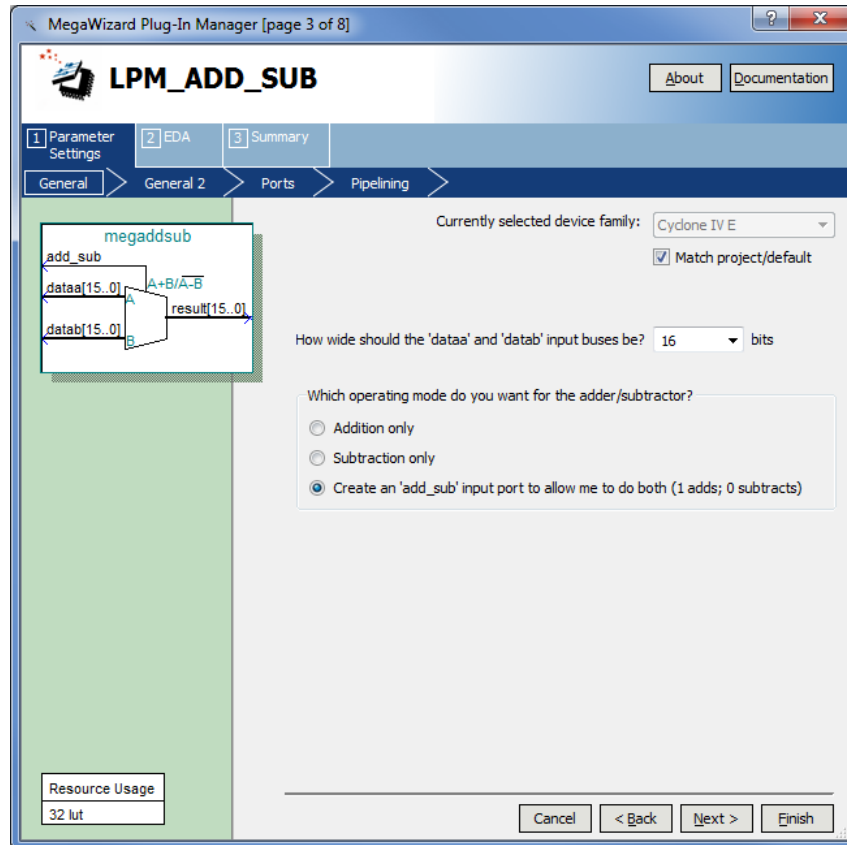 MegaWizard Plug-In Manager [page 3 of 8]
LPM_ADD_SUB
About
Documentation
1 Parameter Settings
2 EDA
3 Summary
General
General 2
Ports
Pipelining
megaddsub
add_sub
A+B/A-B
dataa[15..0]
A
result[15..0]
datab[15..0]
B
Currently selected device family:
Cyclone IV E
Match project/default
How wide should the 'dataa' and 'datab' input buses be?
16
bits
Which operating mode do you want for the adder/subtractor?
Addition only
Subtraction only
Create an 'add_sub' input port to allow me to do both (1 adds; 0 subtracts)
Resource Usage
32 lut
Cancel
< Back
Next >
Finish